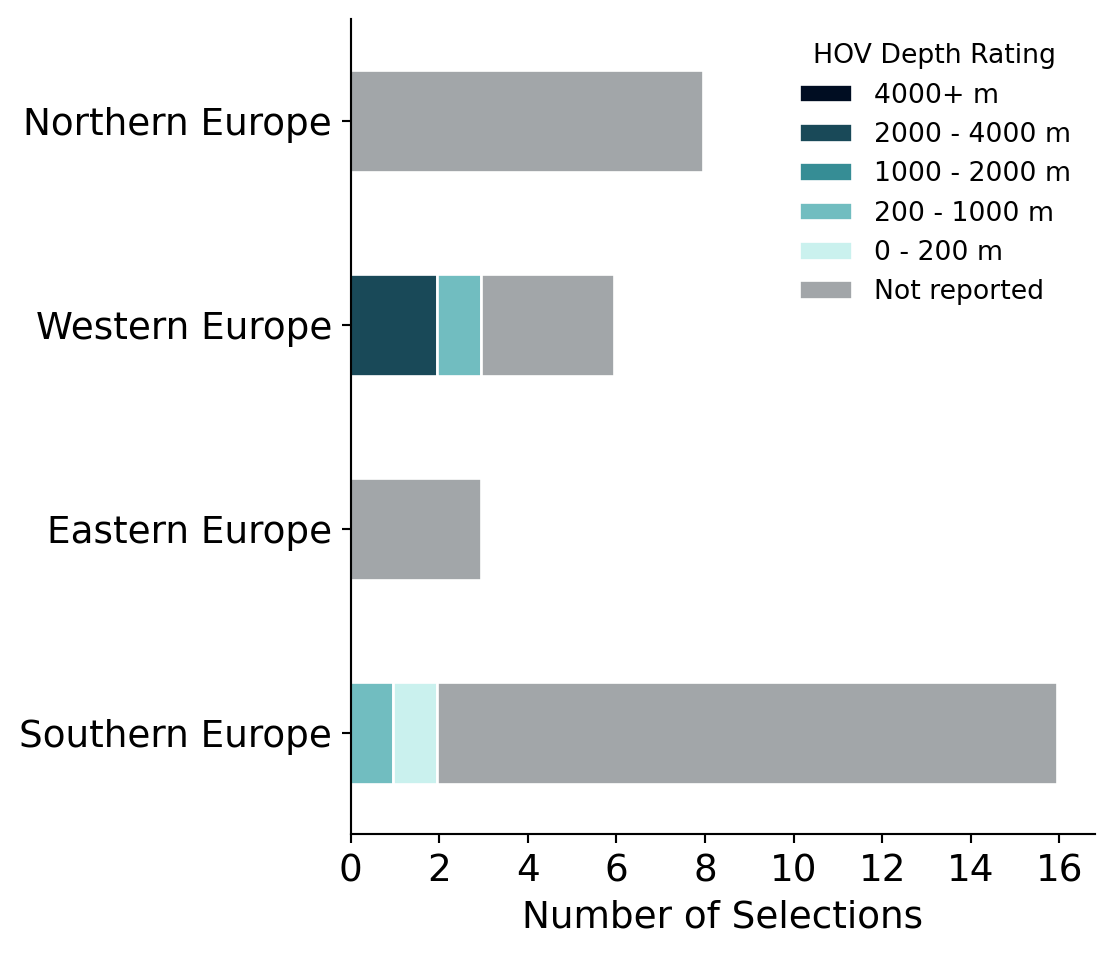 HOV Depth Rating
4000+ m
2000 - 4000 m
1000 - 2000 m
200 - 1000 m
0 - 200 m
Not reported
Northern Europe
Western Europe
Eastern Europe
Southern Europe
0 2 4 6 8 10 12 14 16
Number of Selections